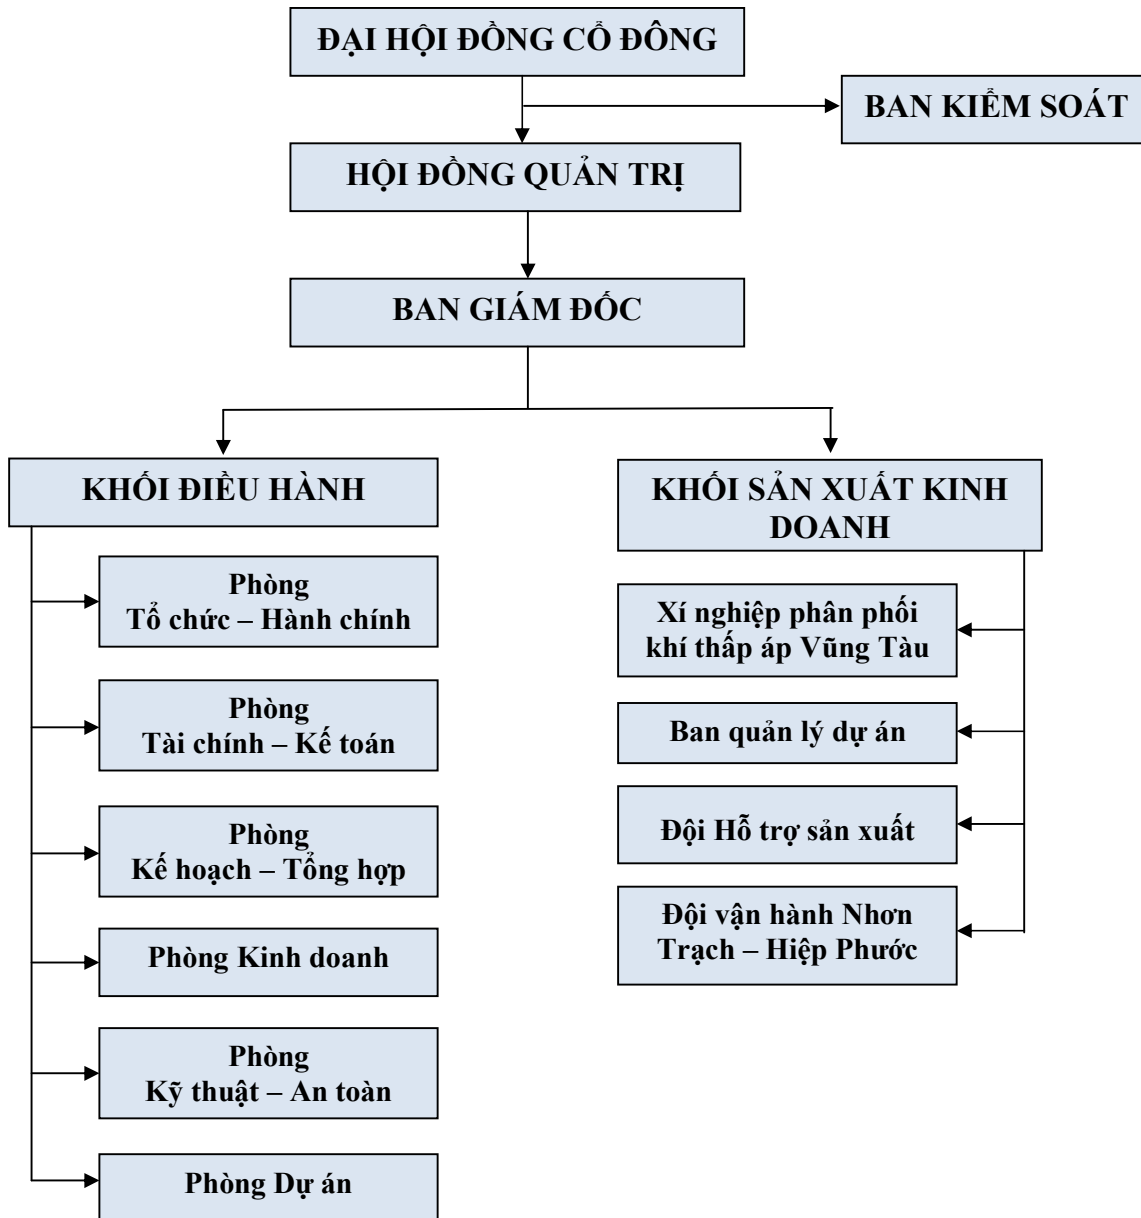 ĐẠI HỘI ĐỒNG CỔ ĐÔNG
BAN KIỂM SOÁT
HỘI ĐỒNG QUẢN TRỊ
BAN GIÁM ĐỐC
KHỐI ĐIỀU HÀNH
Phòng
Tổ chức – Hành chính
Phòng
Tài chính – Kế toán
Phòng
Kế hoạch – Tổng hợp
Phòng Kinh doanh
Phòng
Kỹ thuật – An toàn
Phòng Dự án
KHỐI SẢN XUẤT KINH
DOANH
Xí nghiệp phân phối
khí thấp áp Vũng Tàu
Ban quản lý dự án
Đội Hỗ trợ sản xuất
Đội vận hành Nhơn
Trạch – Hiệp Phước